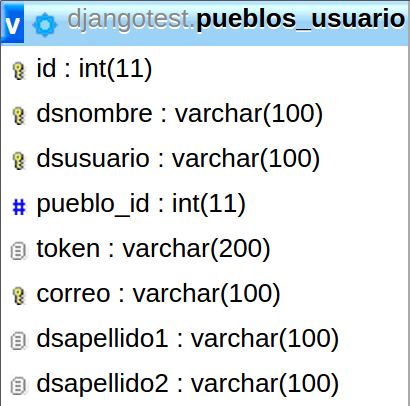 v djangotest.pueblos_usuario
id : int(11)
dsnombre : varchar(100)
dsusuario : varchar(100)
# pueblo_id : int(11)
token : varchar(200)
correo : varchar(100)
dsapellido1 : varchar(100)
dsapellido2 : varchar(100)